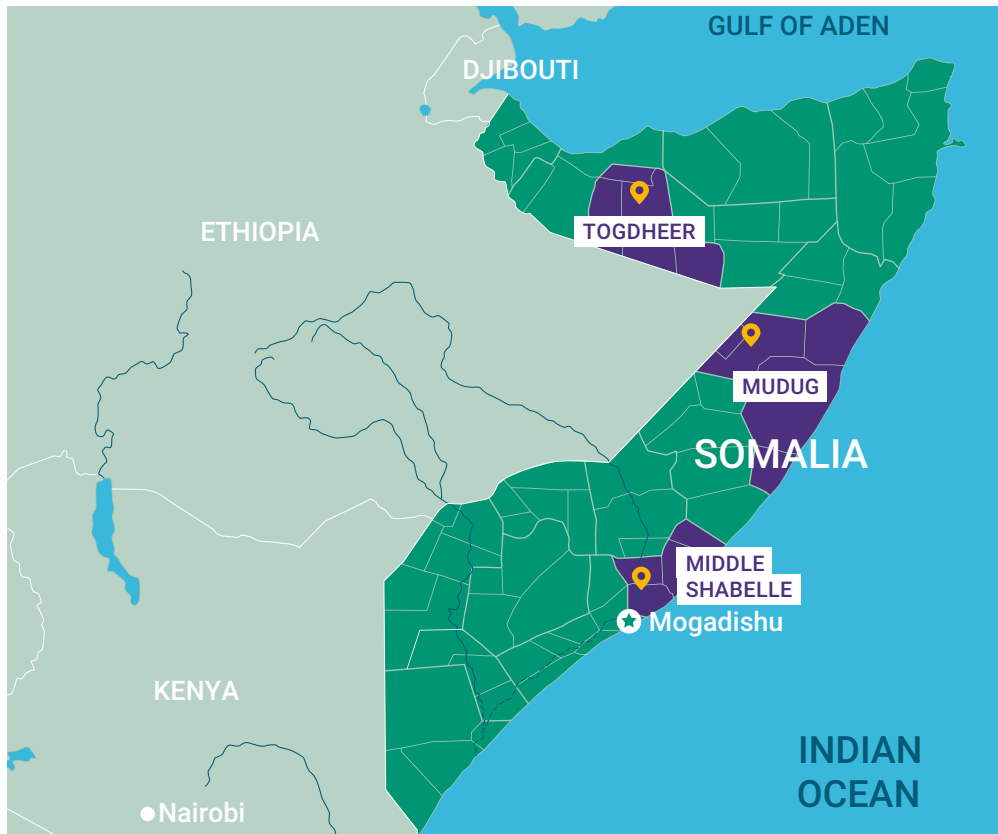 GULF OF ADEN
DJIBOUTI
ETHIOPIA
TOGDHEER
MUDUG
SOMALIA
MIDDLE
SHABELLE
Mogadishu
KENYA
INDIAN
OCEAN
Nairobi